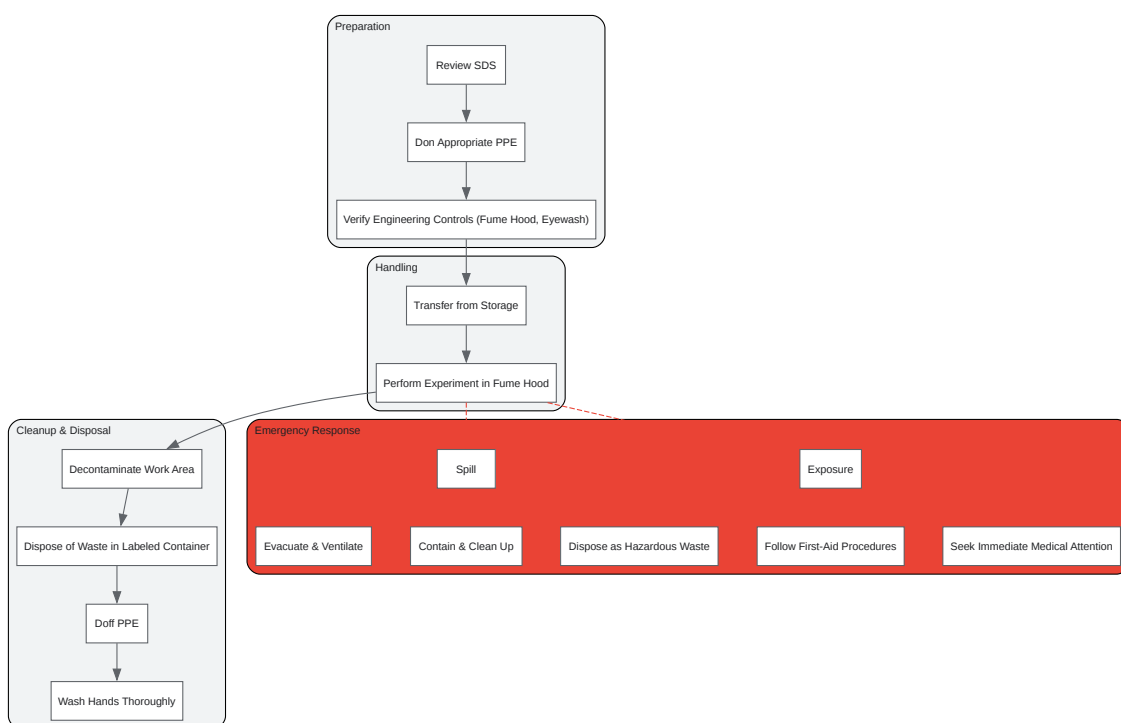 Preparation
Review SDS
Don Appropriate PPE
Verify Engineering Controls (Fume Hood, Eyewash)
Handling
Transfer from Storage
Perform Experiment in Fume Hood
Cleanup & Disposal
Decontaminate Work Area
Dispose of Waste in Labeled Container
Doff PPE
Wash Hands Thoroughly
Emergency Response
Spill
Exposure
Evacuate & Ventilate
Contain & Clean Up
Dispose as Hazardous Waste
Follow First-Aid Procedures
Seek Immediate Medical Attention